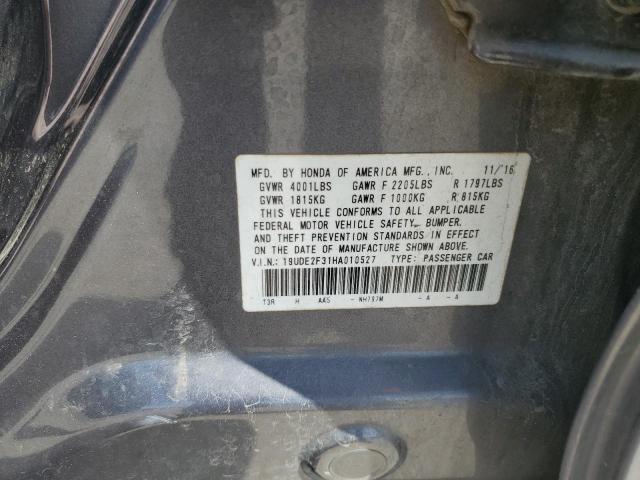 MFD. BY HONDA OF AMERICA MFG., INC. 11/16
GVWR 4001LBS GAWR F 2205LBS R 1797LBS
GVWR 1815KG GAWR F 1000KG R 815KG
THIS VEHICLE CONFORMS TO ALL APPLICABLE
FEDERAL MOTOR VEHICLE SAFETY, BUMPER,
AND THEFT PREVENTION STANDARDS IN EFFECT
ON THE DATE OF MANUFACTURE SHOWN ABOVE.
V.I.N.: 19UDE2F31HA010527 TYPE: PASSENGER CAR
T3R H AA5 - NH797M - A - A